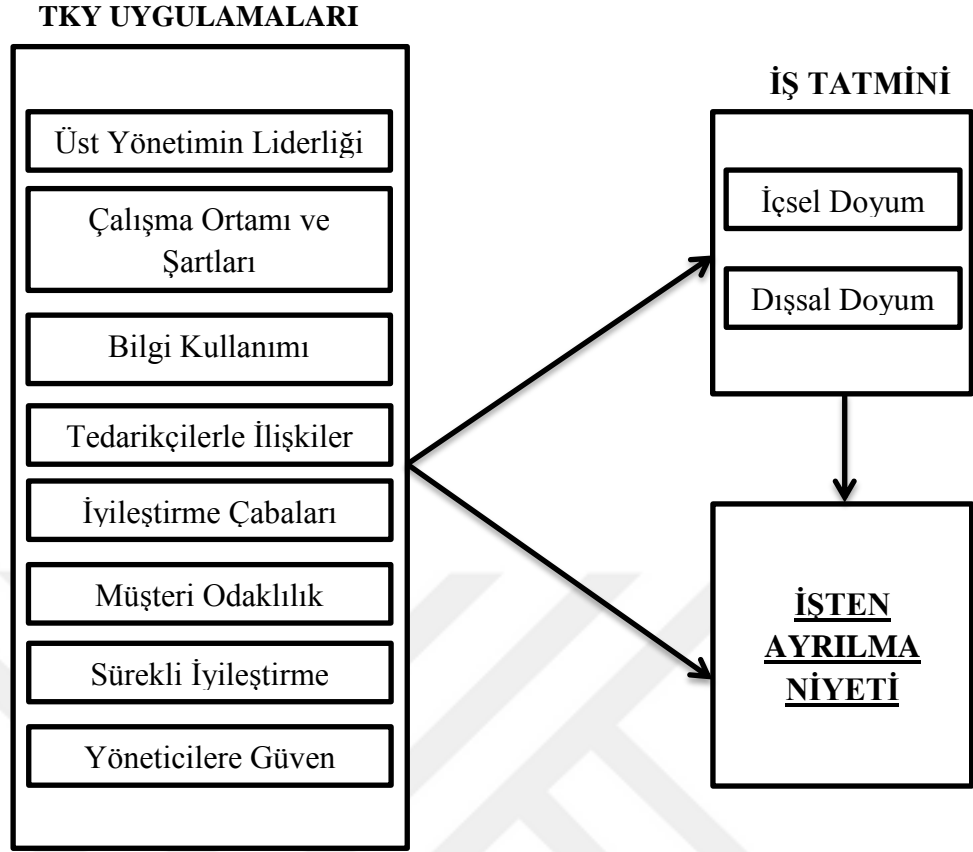 TKY UYGULAMALARI
Üst Yönetimin Liderliği
Çalışma Ortamı ve
Şartları
Bilgi Kullanımı
Tedarikçilerle İlişkiler
İyileştirme Çabaları
Müşteri Odaklılık
Sürekli İyileştirme
Yöneticilere Güven
İŞ TATMİNİ
İçsel Doyum
Dışsal Doyum
İŞTEN
AYRILMA
NİYETİ